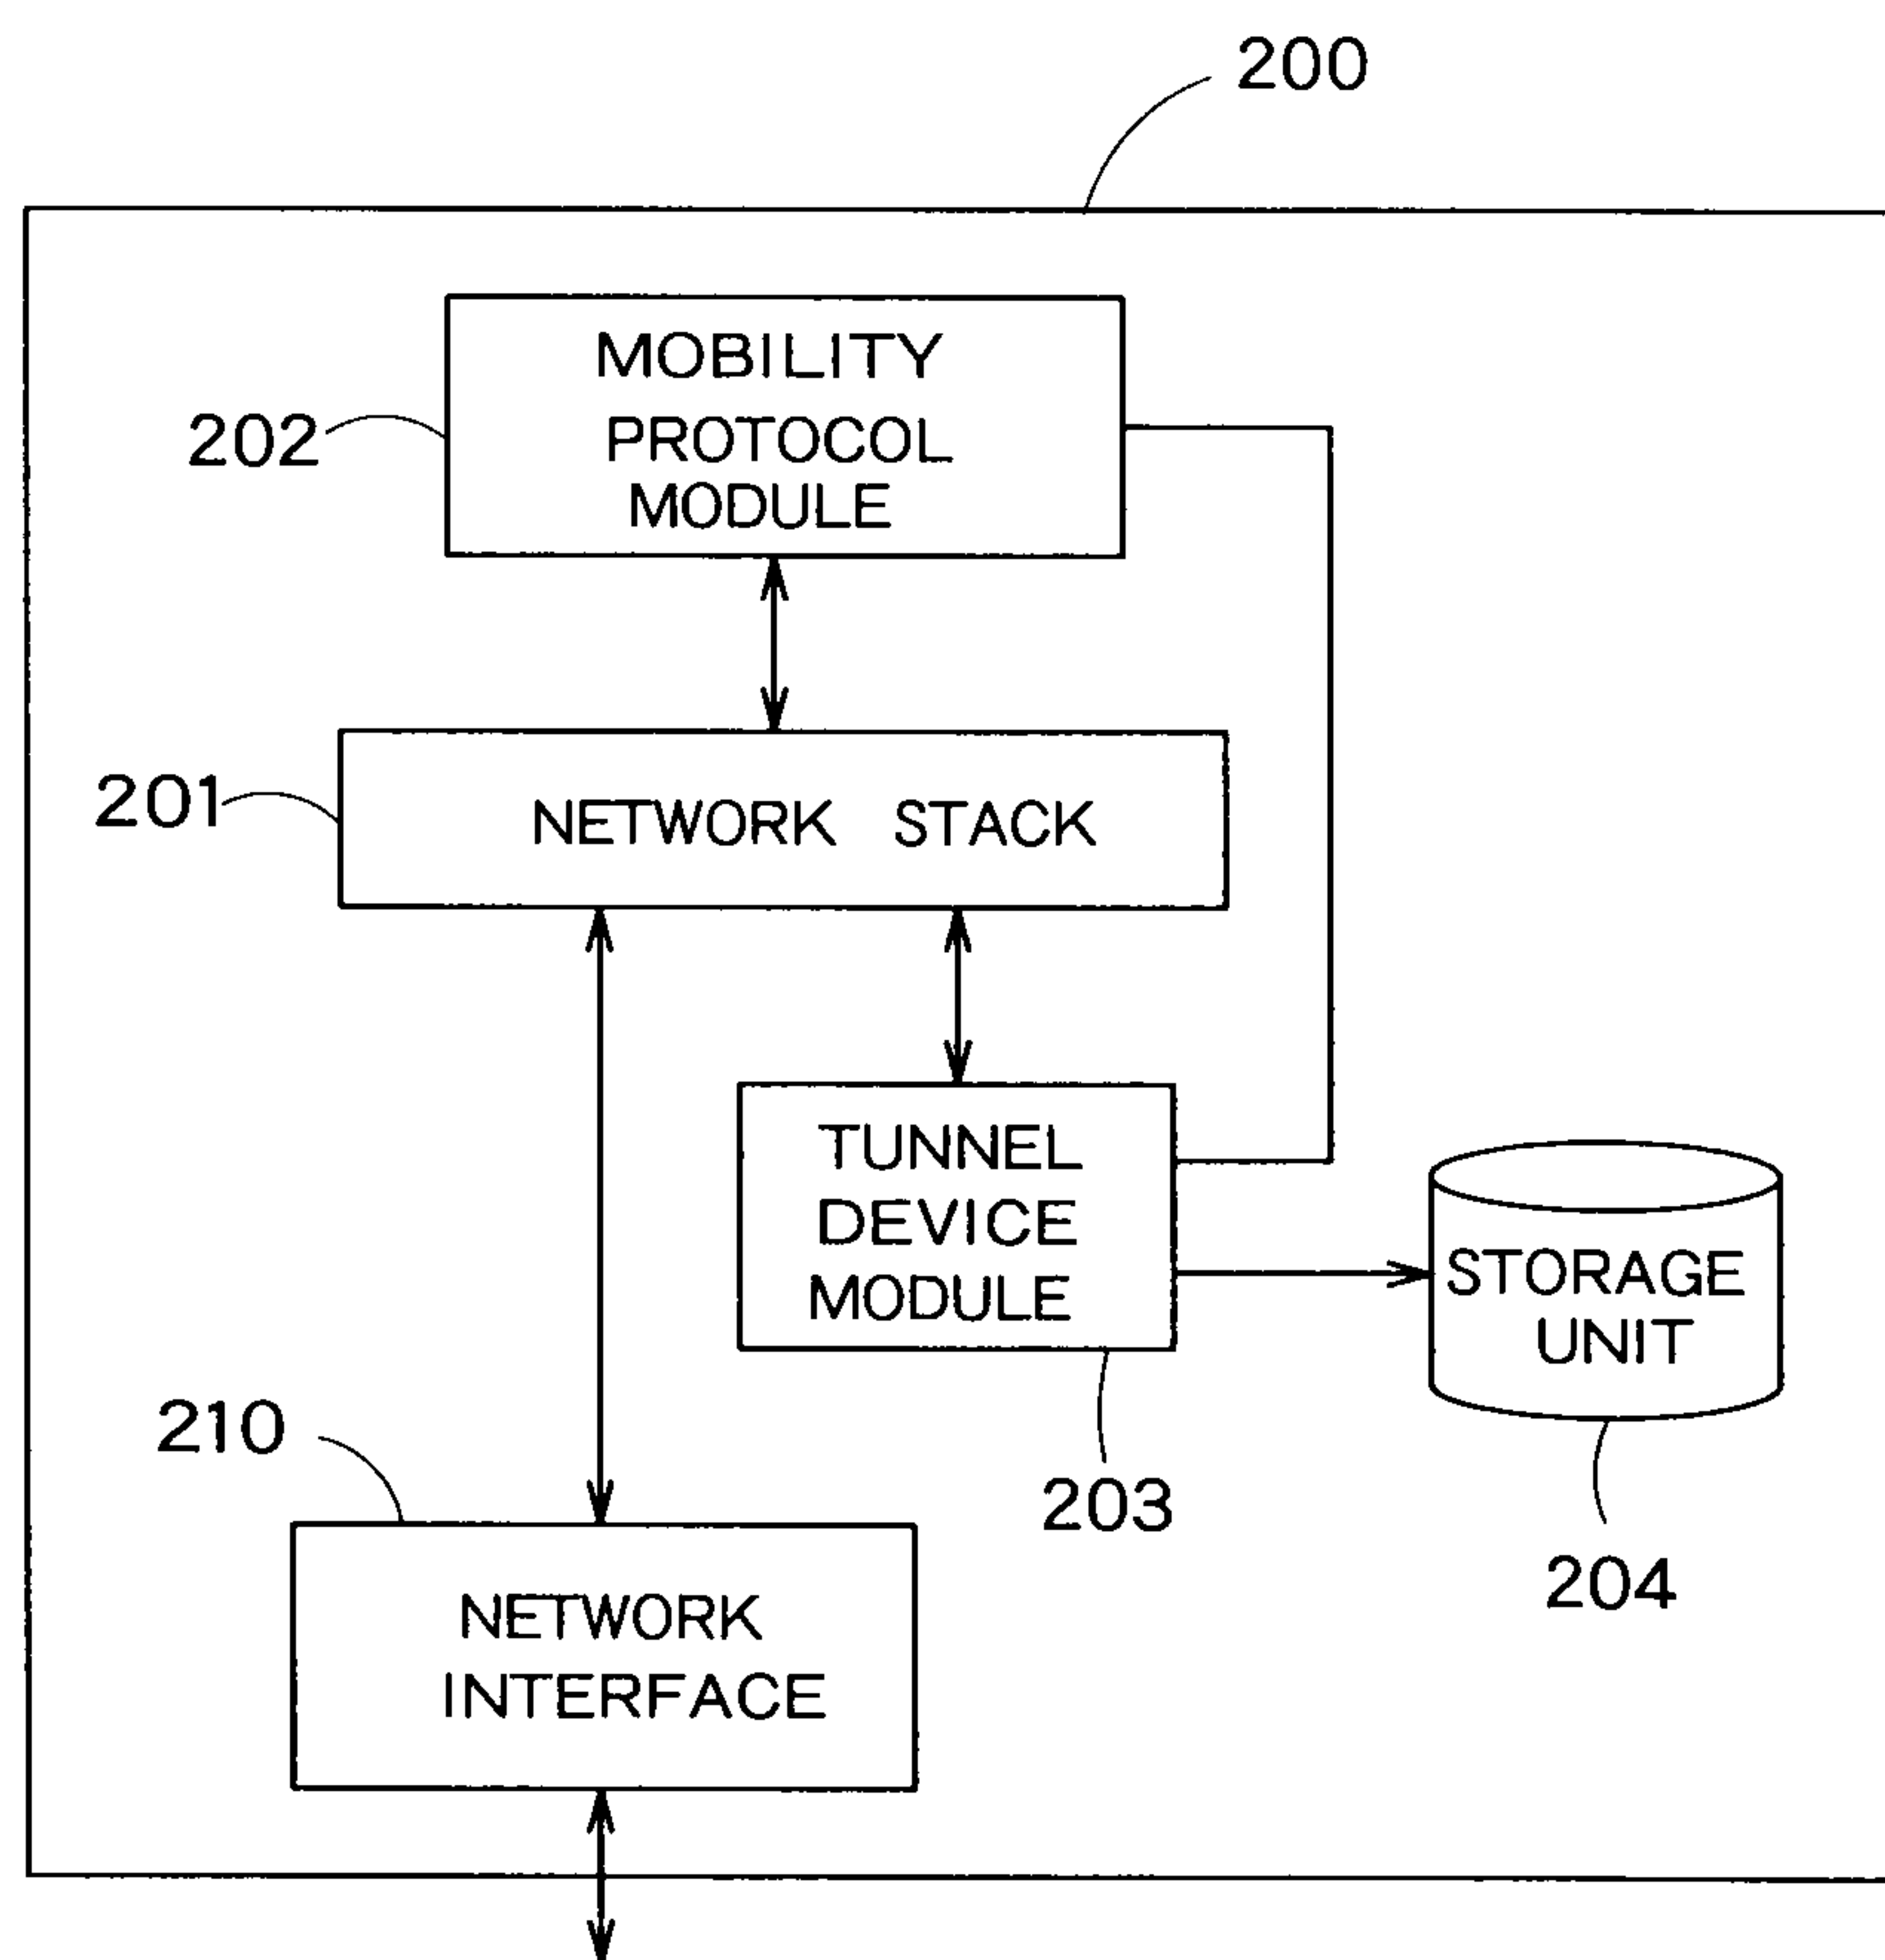 200
MOBILITY
PROTOCOL
MODULE
202
201
NETWORK STACK
TUNNEL
DEVICE
MODULE
STORAGE
UNIT
210
203
204
NETWORK
INTERFACE